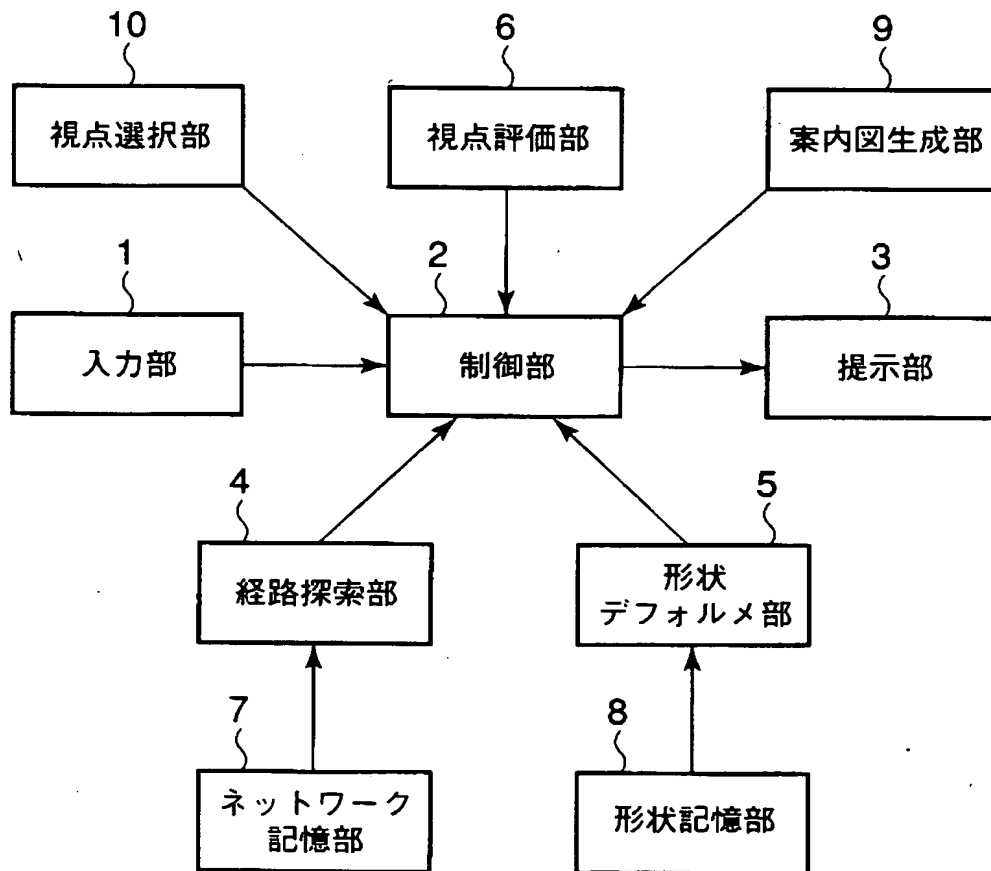 10
視点選択部
6
視点評価部
9
案内図生成部
1
入力部
2
制御部
3
提示部
4
経路探索部
5
形状
デフォルメ部
7
ネットワーク
記憶部
8
形状記憶部